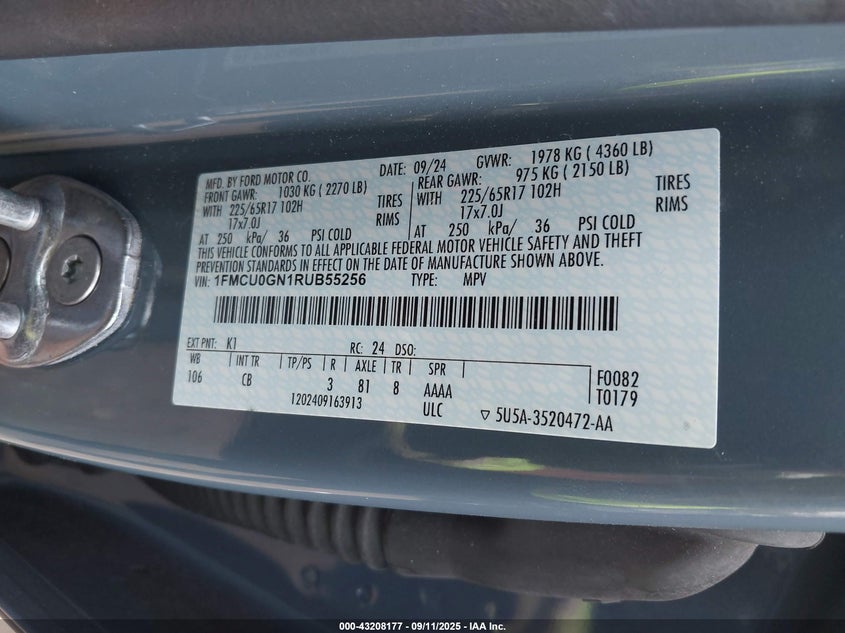 MFD. BY FORD MOTOR CO. DATE: 09/24 GVWR: 1978 KG ( 4360 LB)
FRONT GAWR: 1030 KG ( 2270 LB) REAR GAWR: 975 KG ( 2150 LB)
WITH 225/65R17 102H TIRES WITH 225/65R17 102H TIRES
17x7.0J RIMS 17x7.0J RIMS
AT 250 kPa/ 36 PSI COLD AT 250 kPa/ 36 PSI COLD
THIS VEHICLE CONFORMS TO ALL APPLICABLE FEDERAL MOTOR VEHICLE SAFETY AND THEFT
PREVENTION STANDARDS IN EFFECT ON THE DATE OF MANUFACTURE SHOWN ABOVE.
VIN: 1FMCU0GN1RUB55256 TYPE: MPV
EXT PNT: K1 RC: 24 DSO:
WB INT TR TP/PS R AXLE TR SPR
106 CB 3 81 8 AAAA F0082
1202409163913 ULC T0179
▽ 5U5A-3520472-AA
000-43208177 - 09/11/2025 - IAA Inc.